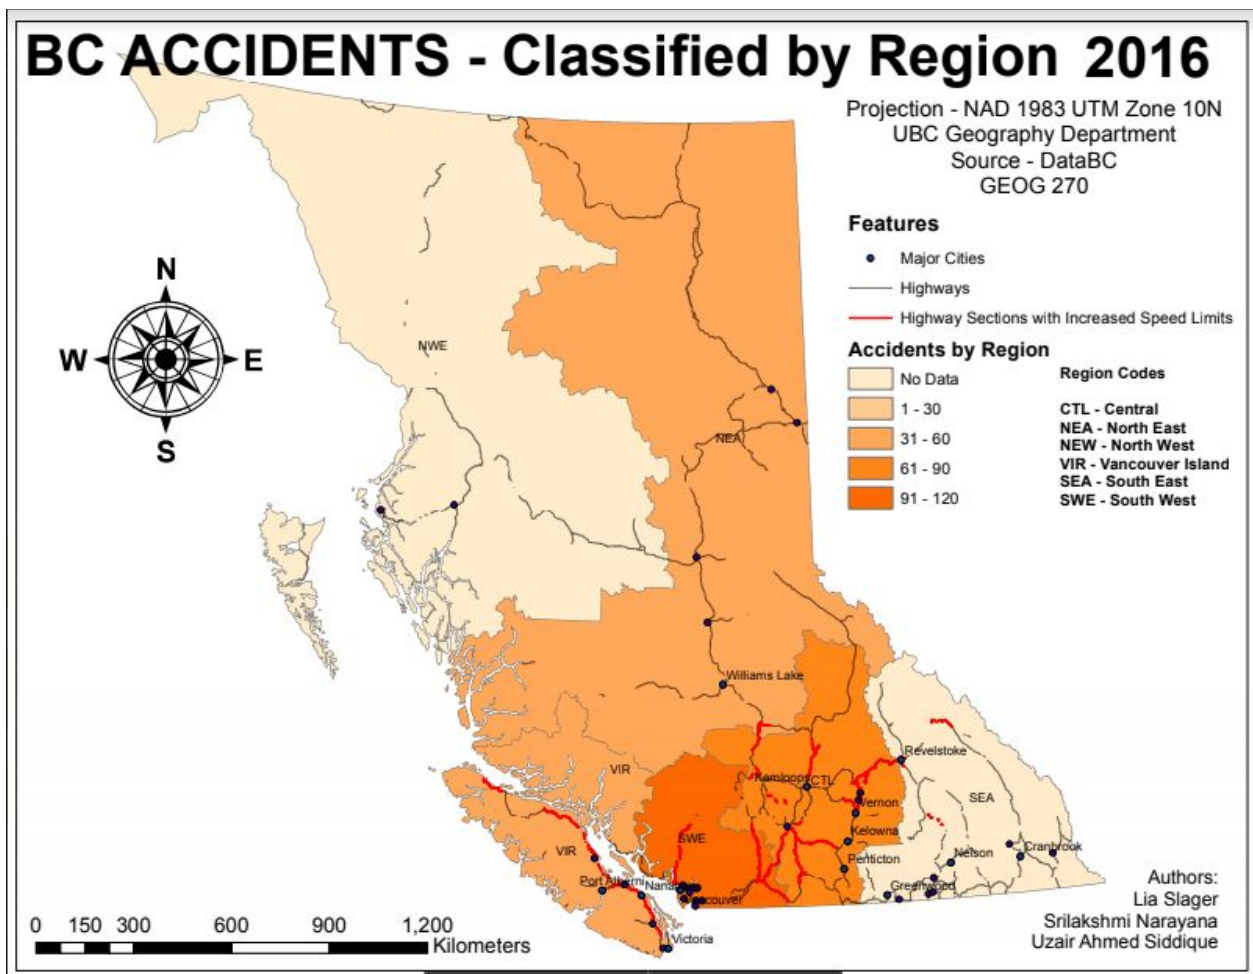 BC ACCIDENTS - Classified by Region 2016
Projection - NAD 1983 UTM Zone 10N
UBC Geography Department
Source - DataBC
GEOG 270
Features
Major Cities
Highways
Highway Sections with Increased Speed Limits
Accidents by Region
No Data
1 - 30
31 - 60
61 - 90
91 - 120
Region Codes
CTL - Central
NEA - North East
NEW - North West
VIR - Vancouver Island
SEA - South East
SWE - South West
N
W
E
S
NWE
NEA
Williams Lake
Revelstoke
VIR
Kamloops
CTL
SEA
Vernon
Kelowna
SWE
VIR
Penticton
Nelson
Cranbrook
Port Alberni
Greenwood
Victoria
Authors:
Lia Slager
Srilakshmi Narayana
Uzair Ahmed Siddique
0 150 300 600 900 1,200
Kilometers